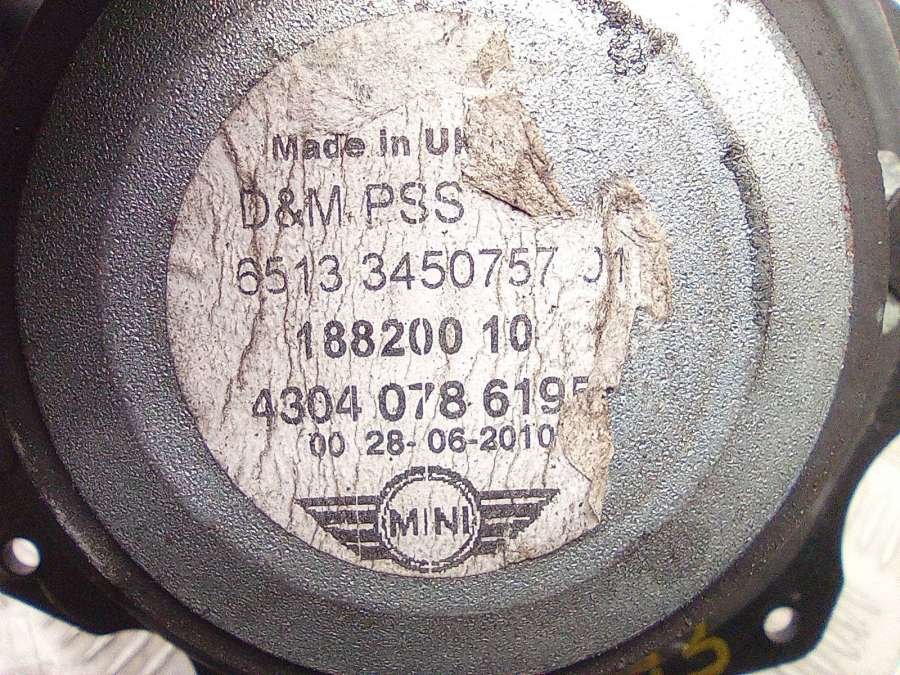 Made in UK
D&M PSS
6513 3450757 01
188200 10
4304 078 6195
00 28-06-2010
MINI